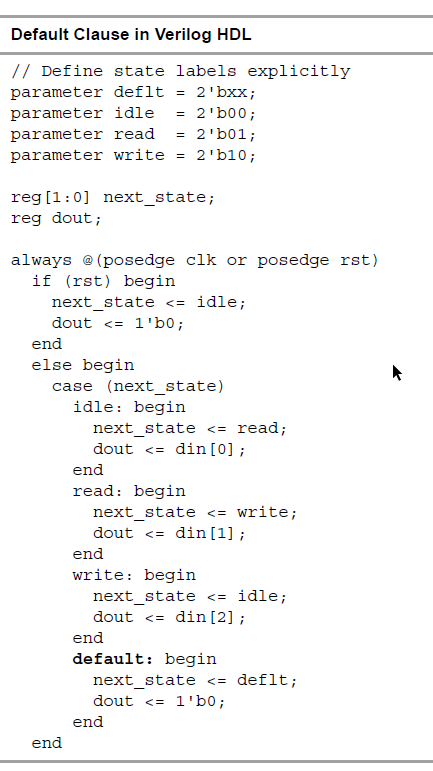 Default Clause in Verilog HDL
// Define state labels explicitly
parameter deflt = 2'bxx;
parameter idle  = 2'b00;
parameter read  = 2'b01;
parameter write = 2'b10;

reg[1:0] next_state;
reg dout;

always @(posedge clk or posedge rst)
  if (rst) begin
    next_state <= idle;
    dout <= 1'b0;
  end
  else begin
    case (next_state)
      idle: begin
        next_state <= read;
        dout <= din[0];
      end
      read: begin
        next_state <= write;
        dout <= din[1];
      end
      write: begin
        next_state <= idle;
        dout <= din[2];
      end
      default: begin
        next_state <= deflt;
        dout <= 1'b0;
      end
  end